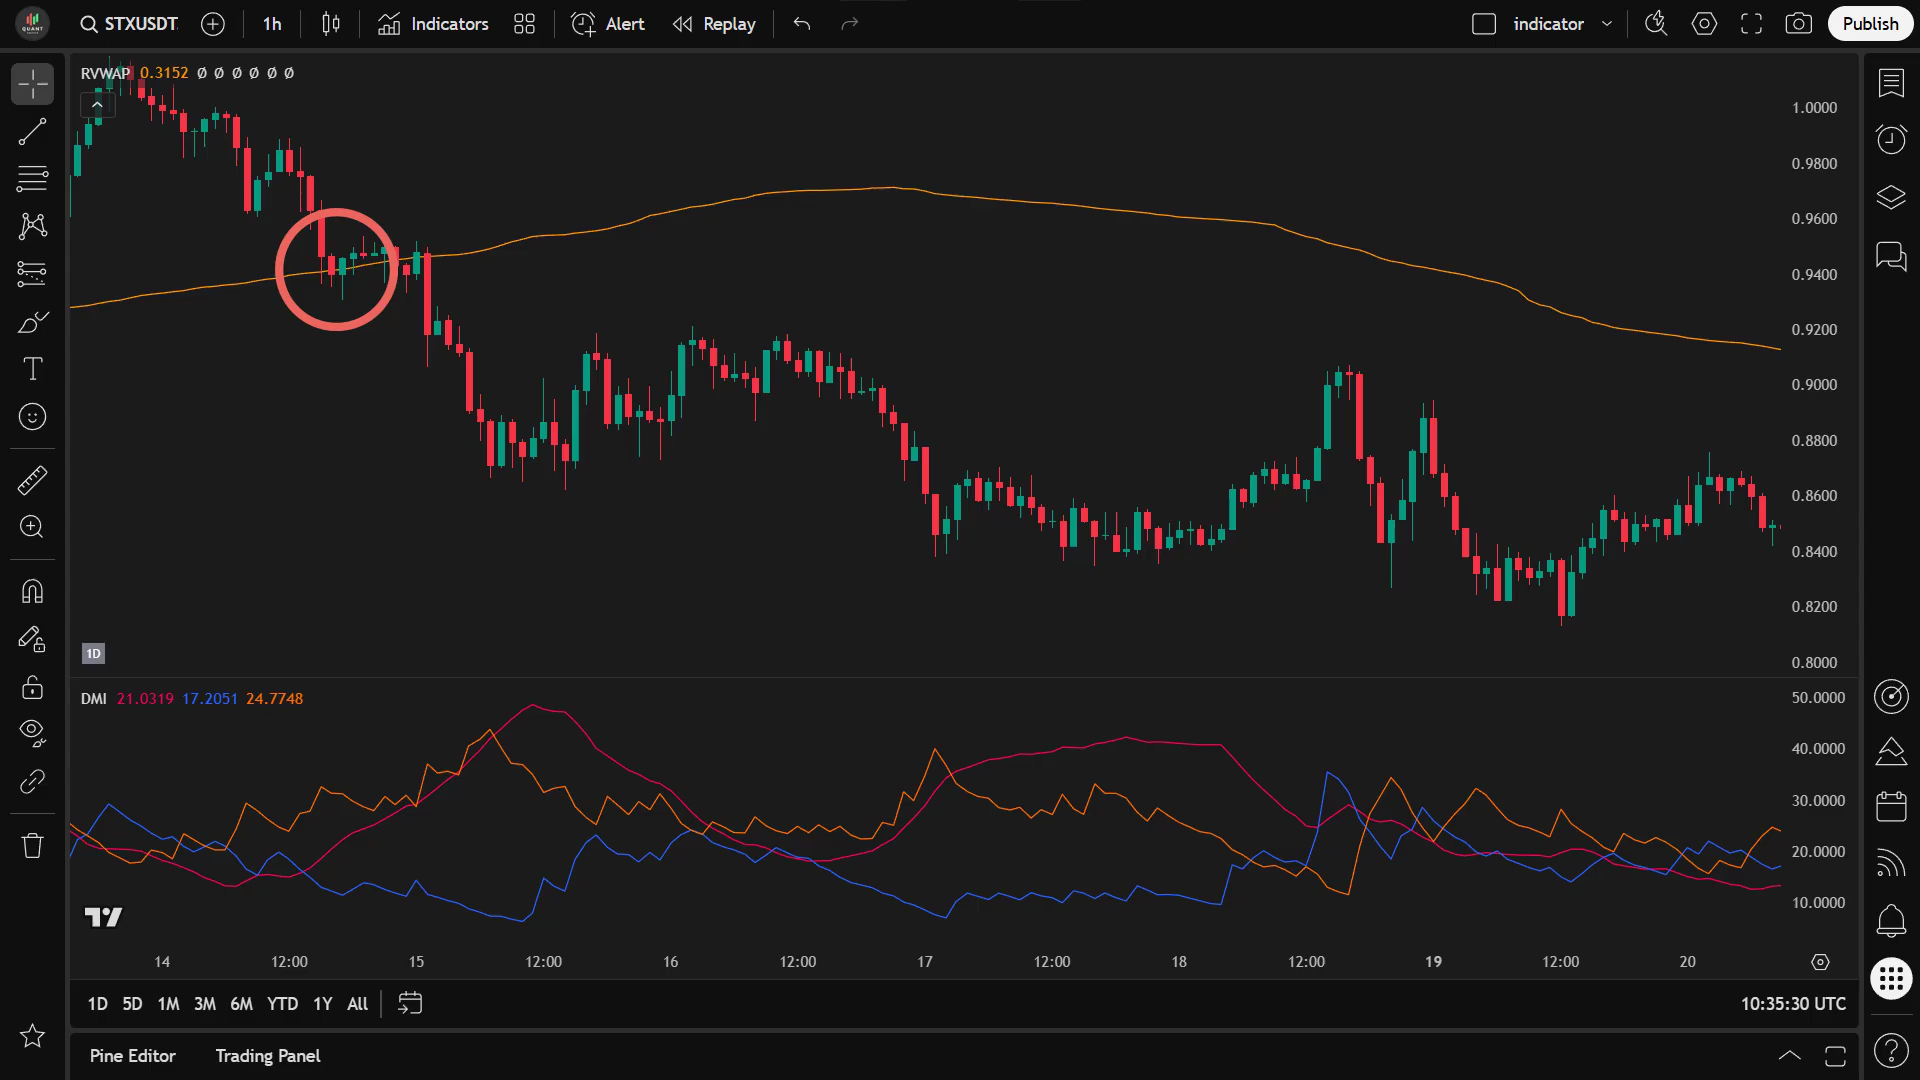 QUANT
STXUSDT.
1h
Indicators
Alert
Replay
indicator
Publish
RVWAP 0.3152 Ø Ø Ø Ø Ø Ø
1.0000
0.9800
0.9600
0.9400
0.9200
0.9000
0.8800
0.8600
0.8400
0.8200
0.8000
1D
DMI 21.0319 17.2051 24.7748
50.0000
40.0000
30.0000
20.0000
10.0000
14 12:00 15 12:00 16 12:00 17 12:00 18 12:00 19 12:00 20
1D 5D 1M 3M 6M YTD 1Y All
10:35:30 UTC
Pine Editor Trading Panel